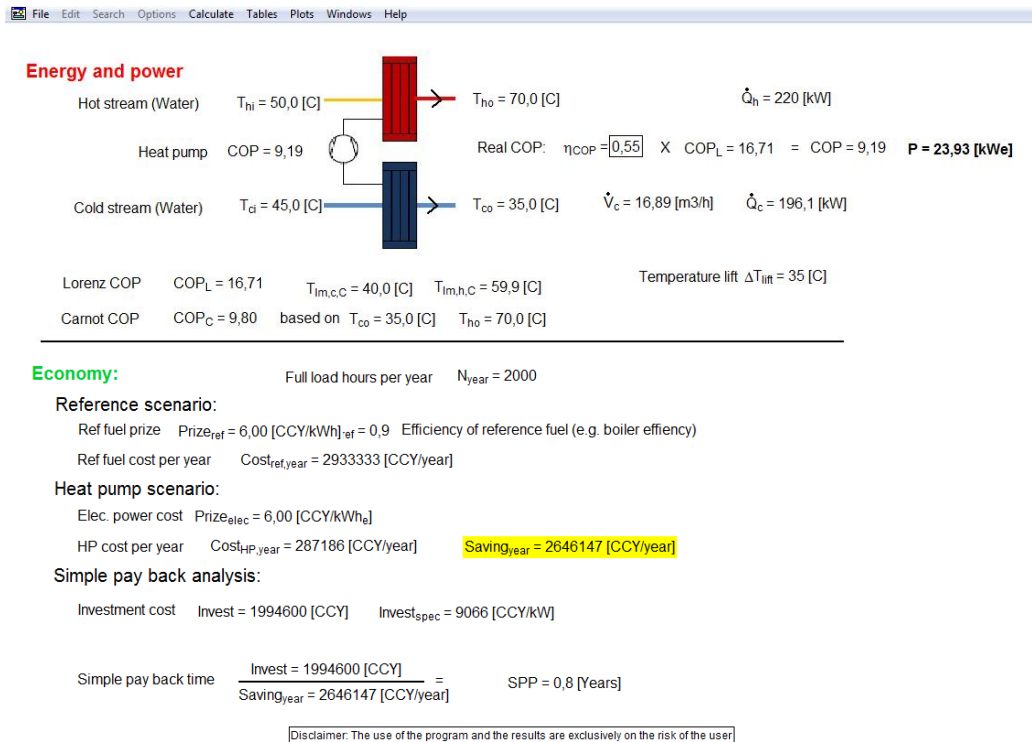 File Edit Search Options Calculate Tables Plots Windows Help
Energy and power
Hot stream (Water) Thi = 50,0 [C] Tho = 70,0 [C] Q̇h = 220 [kW]
Heat pump COP = 9,19 Real COP: ηCOP = 0,55 X COPL = 16,71 = COP = 9,19 P = 23,93 [kWe]
Cold stream (Water) Tci = 45,0 [C] Tco = 35,0 [C] V̇c = 16,89 [m3/h] Q̇c = 196,1 [kW]
Lorenz COP COPL = 16,71 Tlm,c,C = 40,0 [C] Tlm,h,C = 59,9 [C] Temperature lift ΔTlift = 35 [C]
Carnot COP COPC = 9,80 based on Tco = 35,0 [C] Tho = 70,0 [C]
Economy: Full load hours per year Nyear = 2000
Reference scenario:
Ref fuel prize Prizeref = 6,00 [CCY/kWh] ref = 0,9 Efficiency of reference fuel (e.g. boiler effiency)
Ref fuel cost per year Costref,year = 2933333 [CCY/year]
Heat pump scenario:
Elec. power cost Prizeelec = 6,00 [CCY/kWhe]
HP cost per year CostHP,year = 287186 [CCY/year] Savingyear = 2646147 [CCY/year]
Simple pay back analysis:
Investment cost Invest = 1994600 [CCY] Investspec = 9066 [CCY/kW]
Simple pay back time Invest = 1994600 [CCY] = SPP = 0,8 [Years]
Savingyear = 2646147 [CCY/year]
Disclaimer: The use of the program and the results are exclusively on the risk of the user